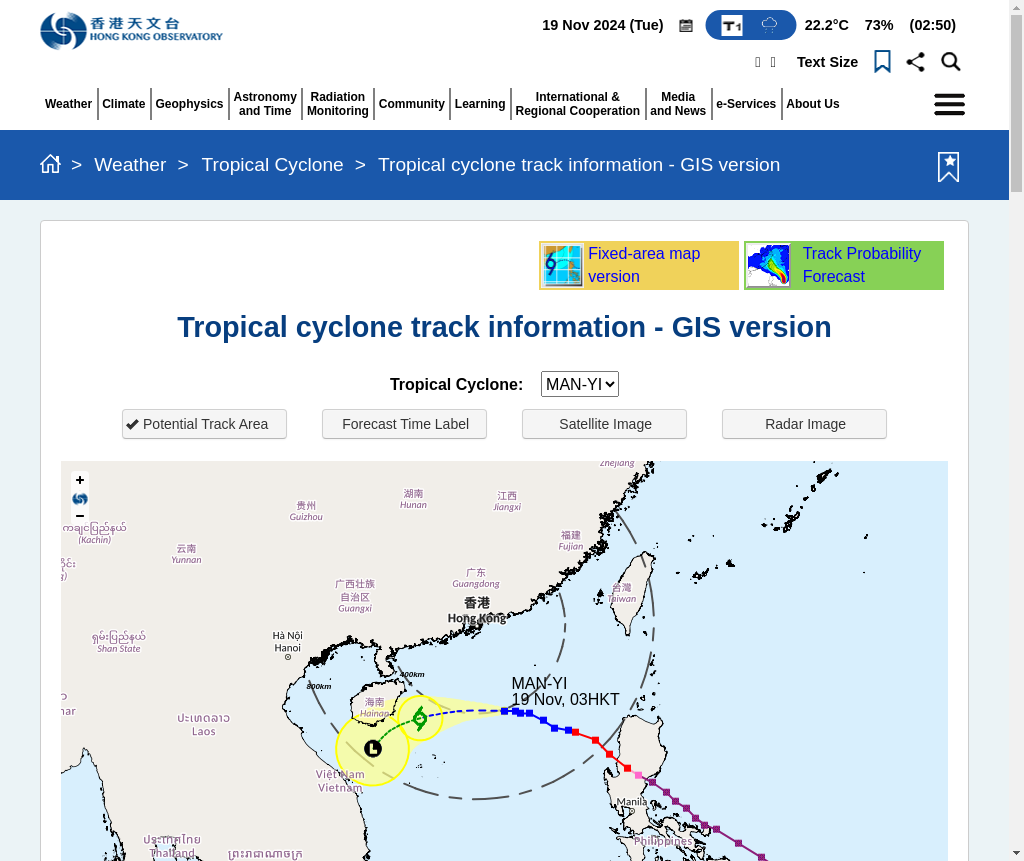 香港天文台
HONG KONG OBSERVATORY
19 Nov 2024 (Tue)
T1
22.2°C 73% (02:50)
Text Size
Weather
Climate
Geophysics
Astronomy
and Time
Radiation
Monitoring
Community
Learning
International &
Regional Cooperation
Media
and News
e-Services
About Us
> Weather > Tropical Cyclone > Tropical cyclone track information - GIS version
Fixed-area map
version
Track Probability
Forecast
Tropical cyclone track information - GIS version
Tropical Cyclone: MAN-YI
Potential Track Area
Forecast Time Label
Satellite Image
Radar Image
+
−
Zhejiang
湖南
Hunan
江西
Jiangxi
贵州
Guizhou
ကချင်ပြည်နယ်
(Kachin)
云南
Yunnan
福建
Fujian
广东
Guangdong
广西壮族
自治区
Guangxi
台灣
Taiwan
香港
Hong Kong
ရှမ်းပြည်နယ်
Shan State
Hà Nội
Hanoi
400km
800km
海南
Hainan
MAN-YI
19 Nov, 03HKT
ປະເທດລາວ
Laos
L
Việt Nam
Vietnam
Manila
Philippines
ประเทศไทย
Thailand
ព្រះរាជាណាចក្រ